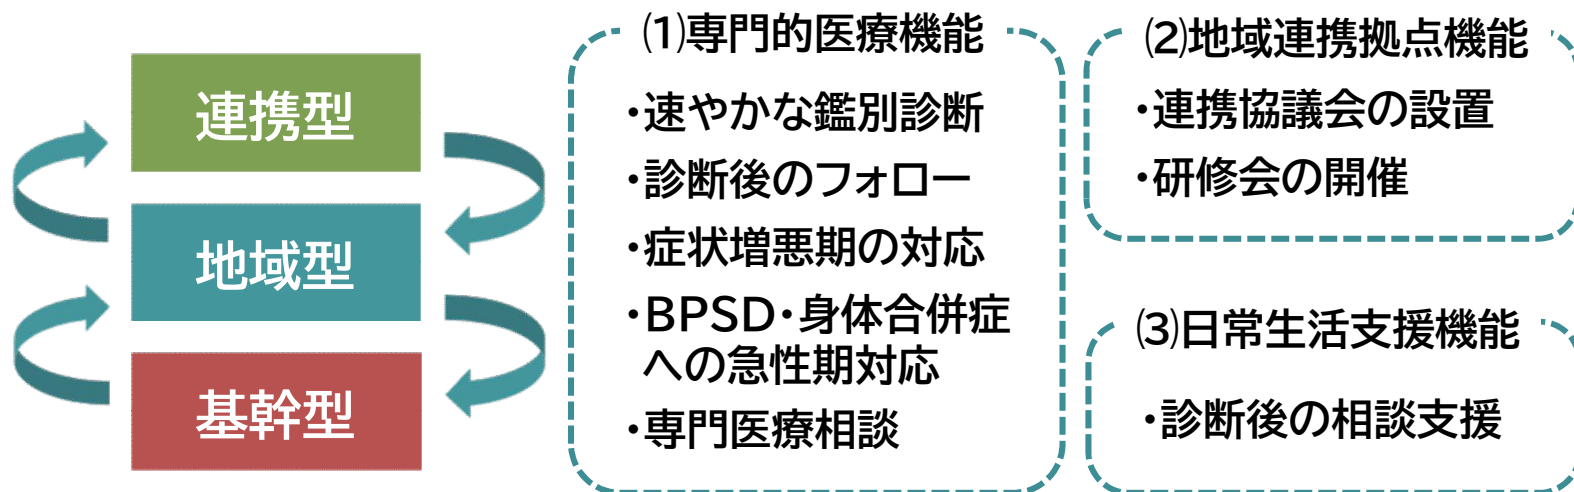 連携型
地域型
基幹型
⑴専門的医療機能
・速やかな鑑別診断
・診断後のフォロー
・症状増悪期の対応
・BPSD・身体合併症
への急性期対応
・専門医療相談
⑵地域連携拠点機能
・連携協議会の設置
・研修会の開催
⑶日常生活支援機能
・診断後の相談支援